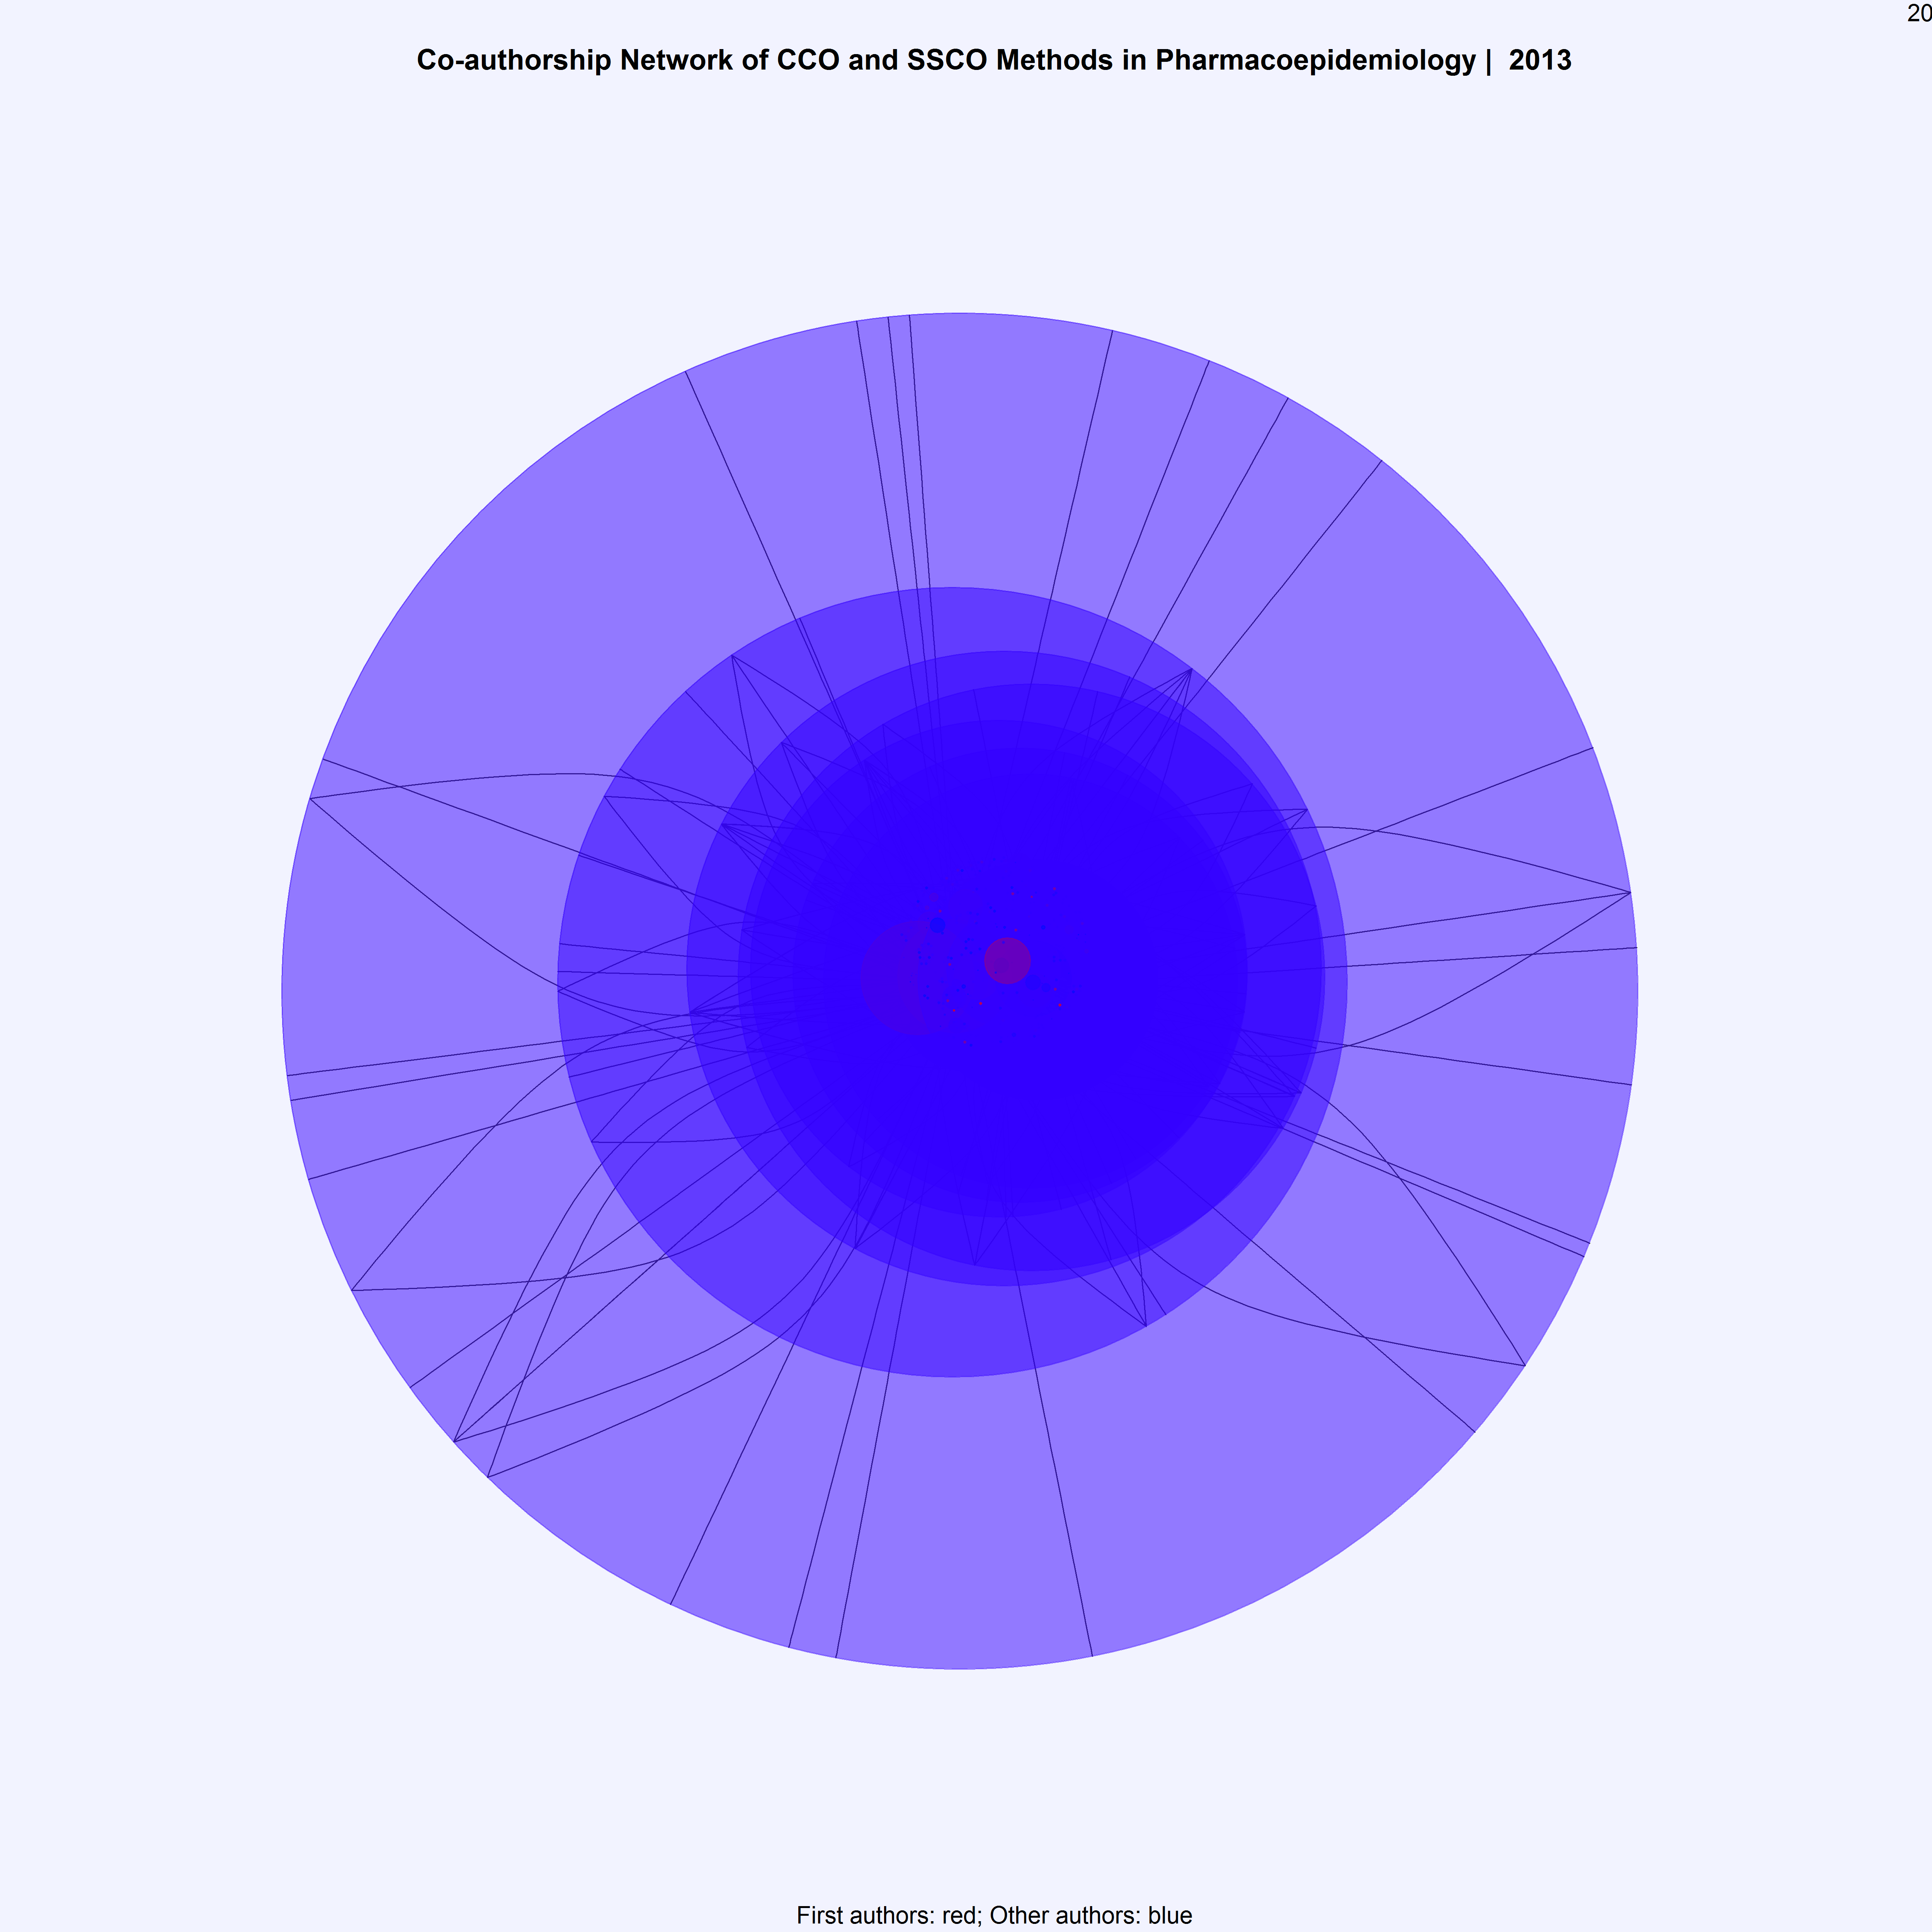 20
Co-authorship Network of CCO and SSCO Methods in Pharmacoepidemiology | 2013
First authors: red; Other authors: blue